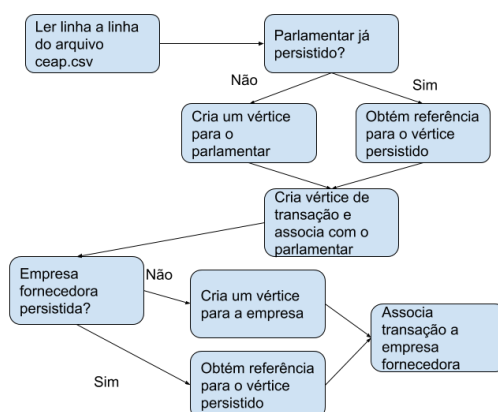 Ler linha a linha
do arquivo
ceap.csv
Parlamentar já
persistido?
Não
Sim
Cria um vértice
para o
parlamentar
Obtém referência
para o vértice
persistido
Cria vértice de
transação e
associa com o
parlamentar
Empresa
fornecedora
persistida?
Não
Sim
Cria um vértice
para a empresa
Obtém referência
para o vértice
persistido
Associa
transação a
empresa
fornecedora